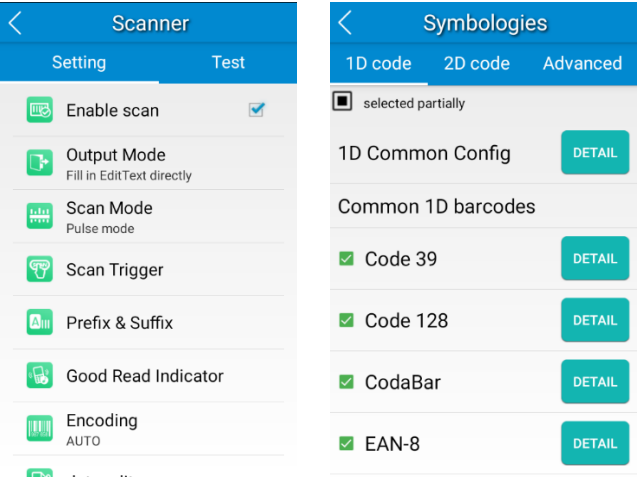 Scanner
Setting
Test
Enable scan
Output Mode
Fill in EditText directly
Scan Mode
Pulse mode
Scan Trigger
Prefix & Suffix
Good Read Indicator
Encoding
AUTO
Symbologies
1D code
2D code
Advanced
selected partially
1D Common Config
DETAIL
Common 1D barcodes
Code 39
DETAIL
Code 128
DETAIL
CodaBar
DETAIL
EAN-8
DETAIL